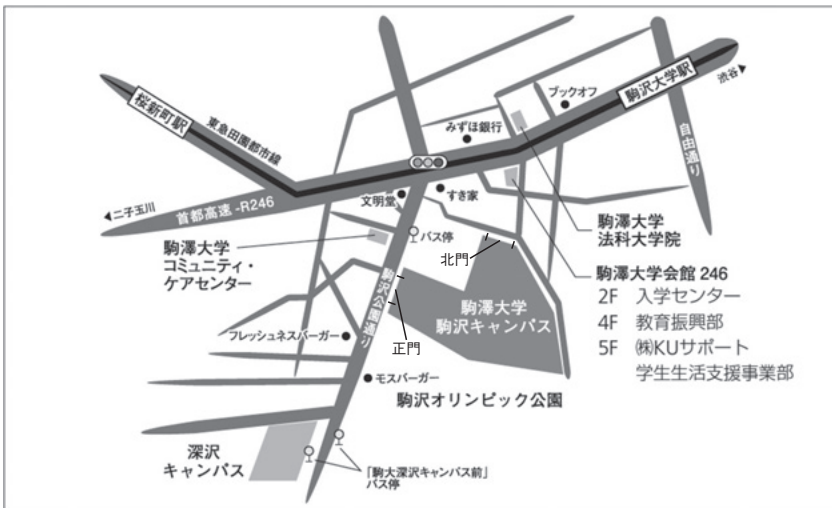 桜新町駅
東急田園都市線
首都高速-R246
◀二子玉川
駒沢大学駅
渋谷▶
ブックオフ
みずほ銀行
自由通り
すき家
文明堂
バス停
駒澤大学
コミュニティ・
ケアセンター
北門
駒澤大学
法科大学院
駒澤大学会館 246
2F 入学センター
4F 教育振興部
5F ㈱KUサポート
学生生活支援事業部
駒澤大学
駒沢キャンパス
駒沢公園通り
正門
フレッシュネスバーガー
モスバーガー
駒沢オリンピック公園
深沢
キャンパス
「駒大深沢キャンパス前」
バス停